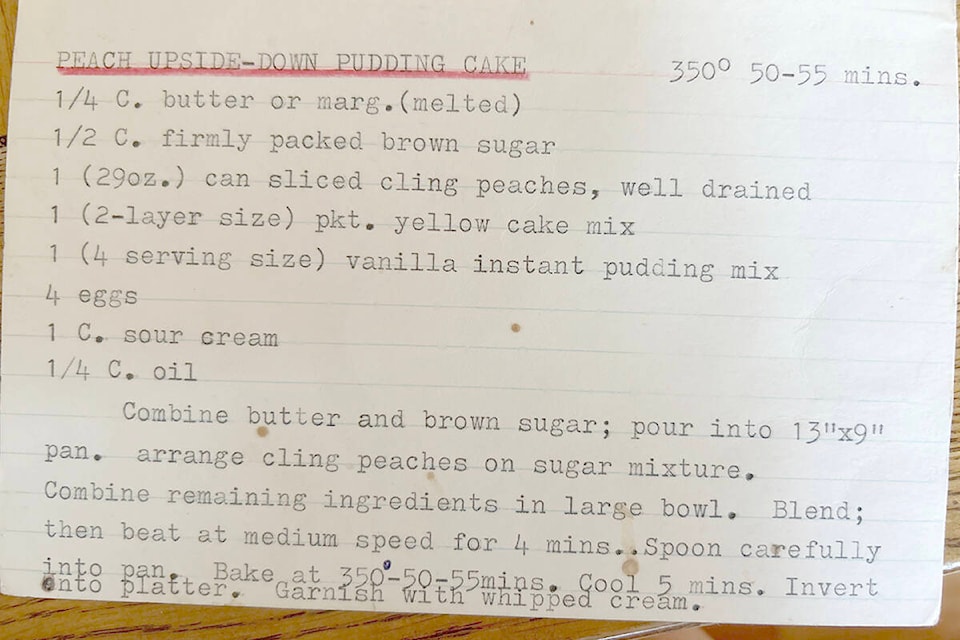 PEACH UPSIDE-DOWN PUDDING CAKE 350° 50-55 mins.
1/4 C. butter or marg.(melted)
1/2 C. firmly packed brown sugar
1 (29oz.) can sliced cling peaches, well drained
1 (2-layer size) pkt. yellow cake mix
1 (4 serving size) vanilla instant pudding mix
4 eggs
1 C. sour cream
1/4 C. oil
Combine butter and brown sugar; pour into 13"x9"
pan. arrange cling peaches on sugar mixture.
Combine remaining ingredients in large bowl. Blend;
then beat at medium speed for 4 mins..Spoon carefully
into pan. Bake at 350°-50-55mins. Cool 5 mins. Invert
onto platter. Garnish with whipped cream.